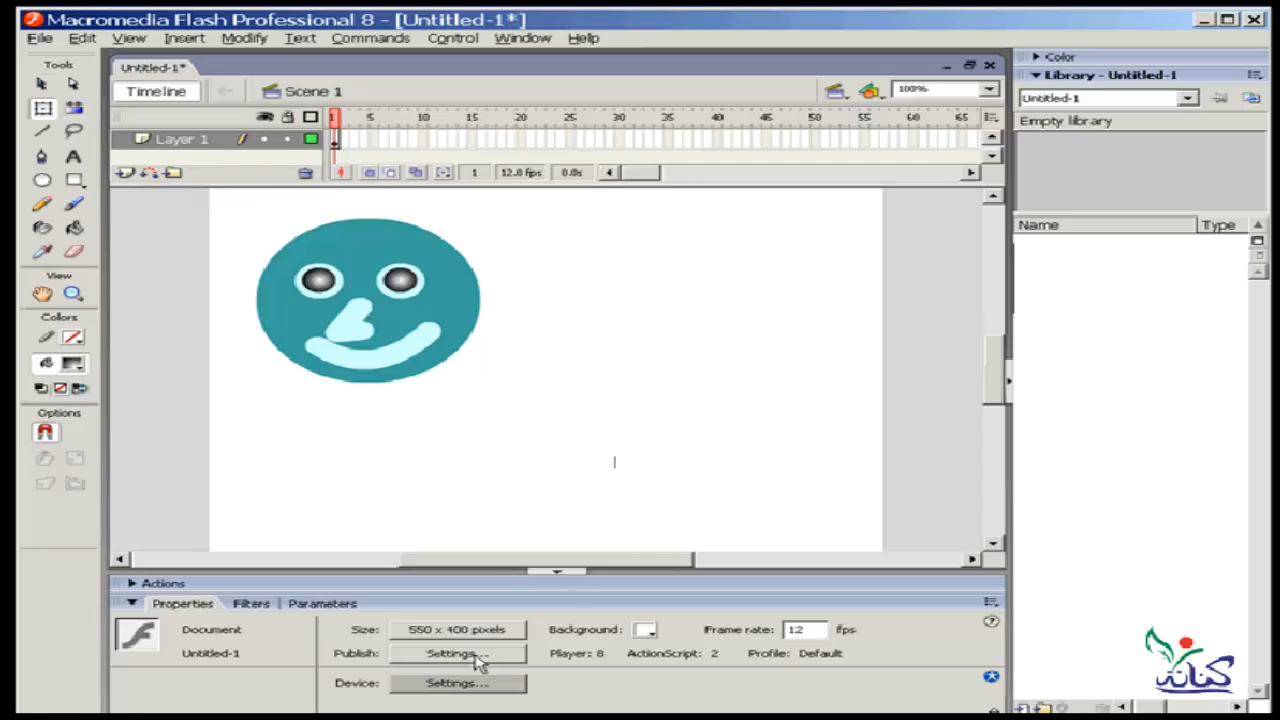 Macromedia Flash Professional 8 - [Untitled-1*]
File Edit View Insert Modify Text Commands Control Window Help
Tools
Untitled-1*
Timeline
Scene 1
100%
1 5 10 15 20 25 30 35 40 45 50 55 60 65
Layer 1
1 12.0 fps 0.0s
View
Colors
Options
Color
Library - Untitled-1
Untitled-1
Empty library
Name Type
Actions
Properties Filters Parameters
Document Size: 550 x 400 pixels Background: Frame rate: 12 fps
Untitled-1 Publish: Settings... Player: 8 ActionScript: 2 Profile: Default
Device: Settings...
كنانة